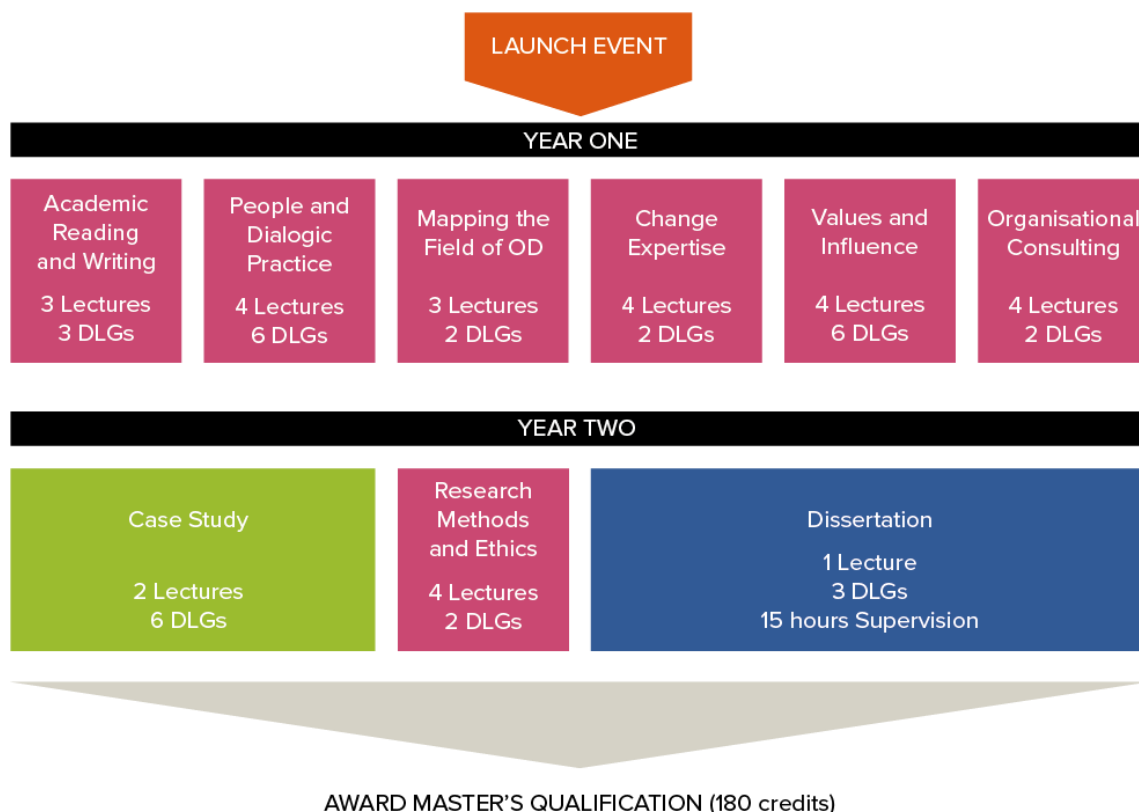 LAUNCH EVENT
YEAR ONE
Academic
Reading
and Writing
3 Lectures
3 DLGs
People and
Dialogic
Practice
4 Lectures
6 DLGs
Mapping the
Field of OD
3 Lectures
2 DLGs
Change
Expertise
4 Lectures
2 DLGs
Values and
Influence
4 Lectures
6 DLGs
Organisational
Consulting
4 Lectures
2 DLGs
YEAR TWO
Case Study
2 Lectures
6 DLGs
Research
Methods
and Ethics
4 Lectures
2 DLGs
Dissertation
1 Lecture
3 DLGs
15 hours Supervision
AWARD MASTER’S QUALIFICATION (180 credits)